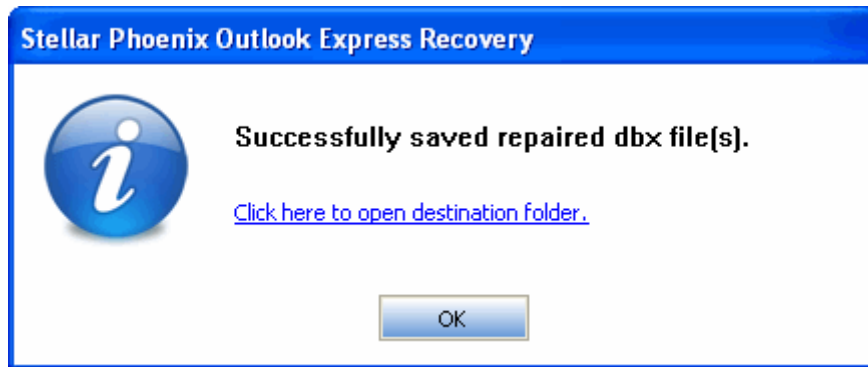 Stellar Phoenix Outlook Express Recovery
Successfully saved repaired dbx file(s).
Click here to open destination folder.
OK